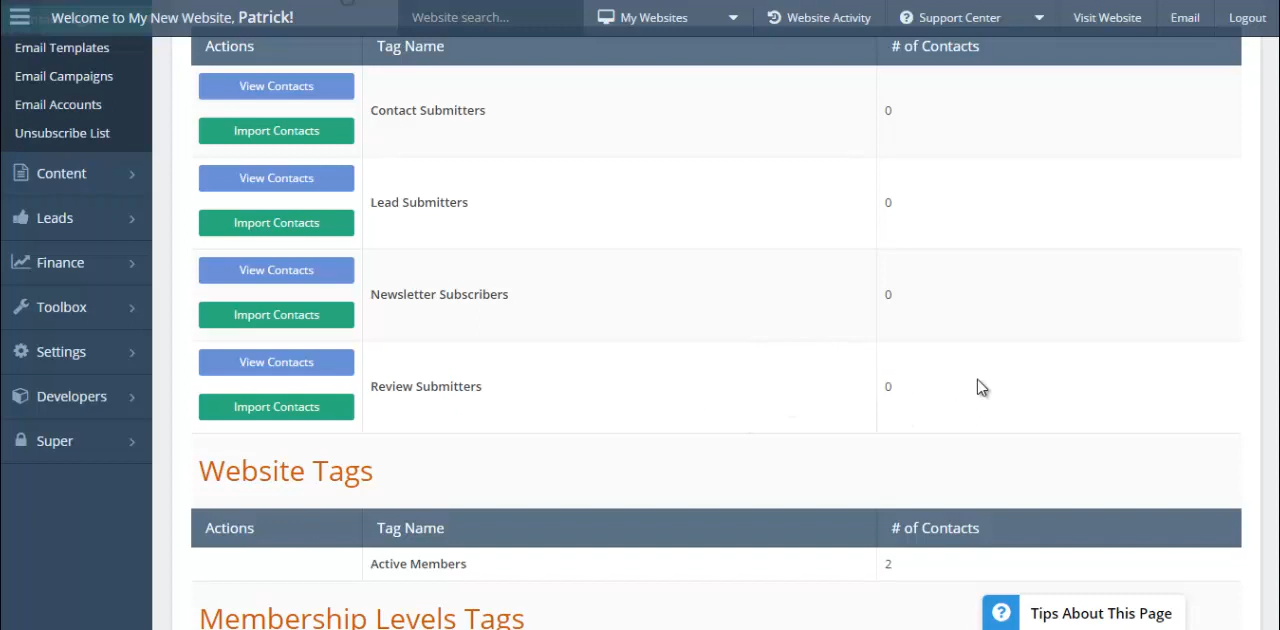 Welcome to My New Website, Patrick!
Website search...
My Websites
Website Activity
Support Center
Visit Website
Email
Logout
Email Templates
Email Campaigns
Email Accounts
Unsubscribe List
Content
Leads
Finance
Toolbox
Settings
Developers
Super
Actions Tag Name # of Contacts
View Contacts
Import Contacts
Contact Submitters 0
View Contacts
Import Contacts
Lead Submitters 0
View Contacts
Import Contacts
Newsletter Subscribers 0
View Contacts
Import Contacts
Review Submitters 0
Website Tags
Actions Tag Name # of Contacts
Active Members 2
Membership Levels Tags
? Tips About This Page